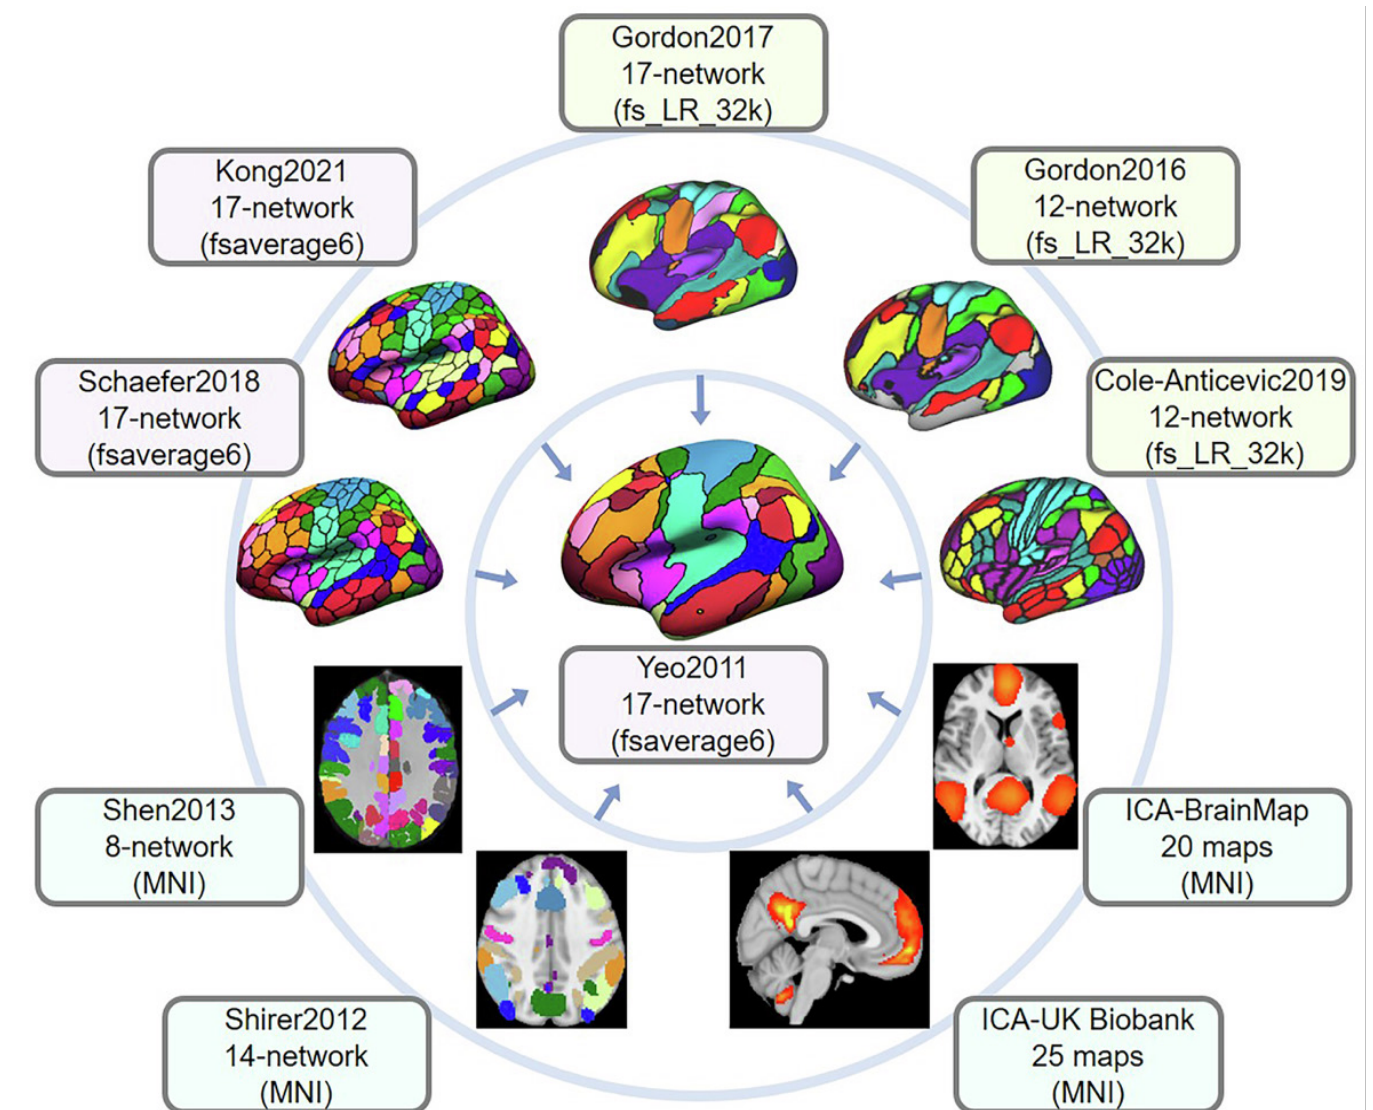 Gordon2017
17-network
(fs_LR_32k)
Kong2021
17-network
(fsaverage6)
Gordon2016
12-network
(fs_LR_32k)
Schaefer2018
17-network
(fsaverage6)
Cole-Anticevic2019
12-network
(fs_LR_32k)
Yeo2011
17-network
(fsaverage6)
Shen2013
8-network
(MNI)
ICA-BrainMap
20 maps
(MNI)
Shirer2012
14-network
(MNI)
ICA-UK Biobank
25 maps
(MNI)